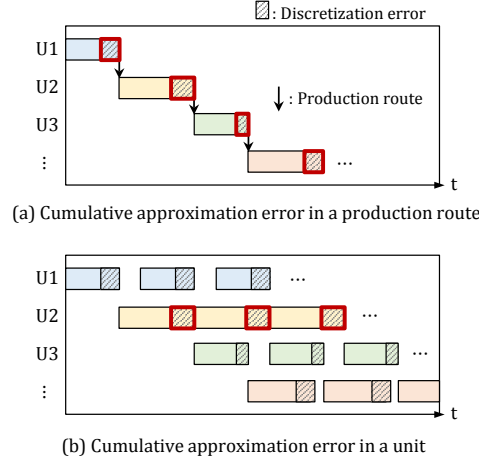 : Discretization error
U1
U2
U3
⋮
: Production route
...
t
(a) Cumulative approximation error in a production route
U1
...
U2
...
U3
...
⋮
t
(b) Cumulative approximation error in a unit